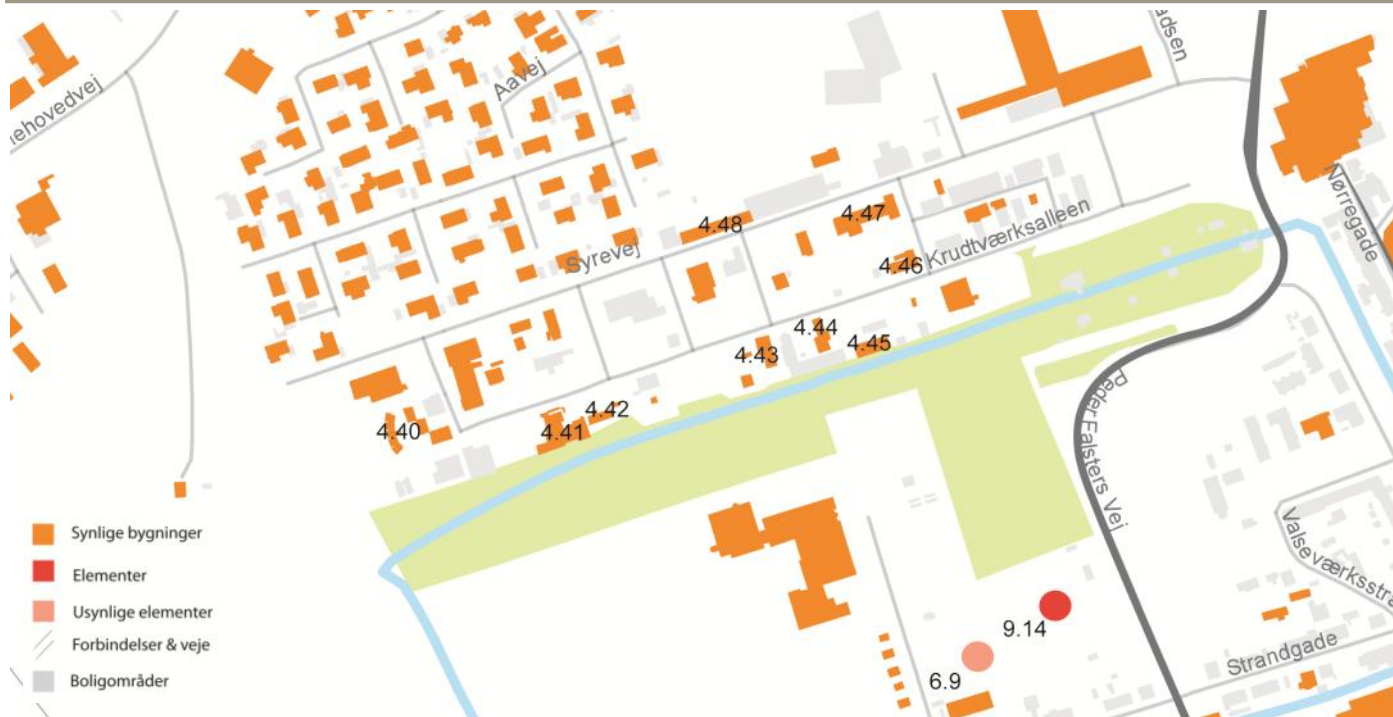 nehovedvej
Aavej
adsen
Nørregade
4.48
4.47
Syrevej
Krudtværksalleen
4.46
4.44
4.45
4.43
4.42
4.41
4.40
Peder Falsters Vej
Valseværksstra
Synlige bygninger
Elementer
Usynlige elementer
Forbindelser & veje
Boligområder
9.14
6.9
Strandgade